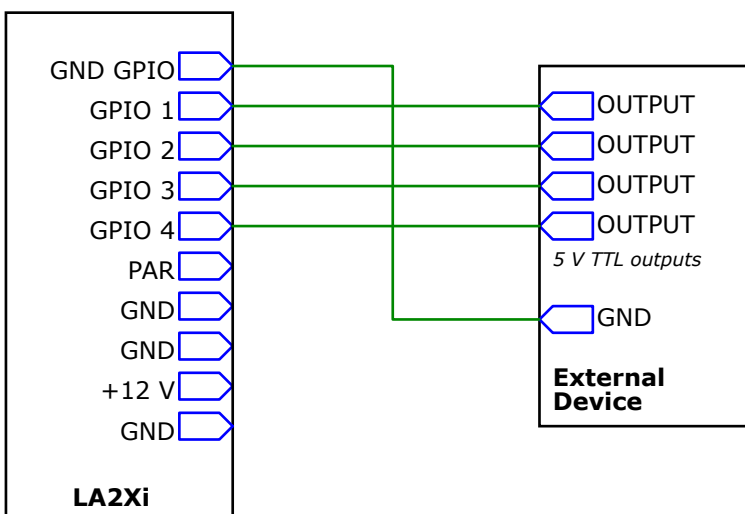 GND GPIO
GPIO 1
GPIO 2
GPIO 3
GPIO 4
PAR
GND
GND
+12 V
GND
LA2Xi
OUTPUT
OUTPUT
OUTPUT
OUTPUT
5 V TTL outputs
GND
External
Device